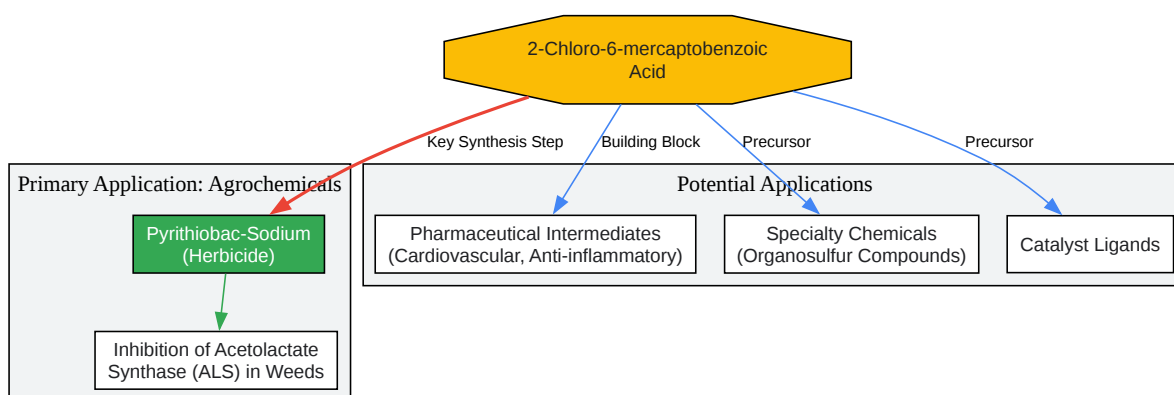 2-Chloro-6-mercaptobenzoic
Acid
Key Synthesis Step
Building Block
Precursor
Precursor
Primary Application: Agrochemicals
Potential Applications
Pyrithiobac-Sodium
(Herbicide)
Pharmaceutical Intermediates
(Cardiovascular, Anti-inflammatory)
Specialty Chemicals
(Organosulfur Compounds)
Catalyst Ligands
Inhibition of Acetolactate
Synthase (ALS) in Weeds